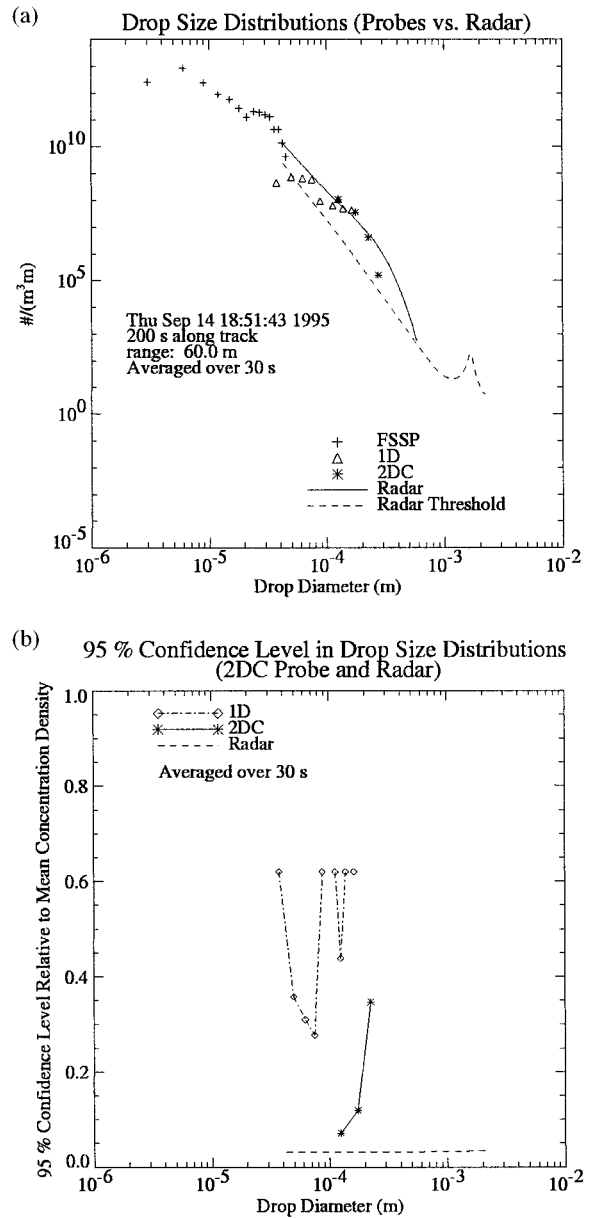 (a)
Drop Size Distributions (Probes vs. Radar)
10^10
10^5
10^0
10^-5
#/(m^3m)
Thu Sep 14 18:51:43 1995
200 s along track
range: 60.0 m
Averaged over 30 s
FSSP
1D
2DC
Radar
Radar Threshold
10^-6 10^-5 10^-4 10^-3 10^-2
Drop Diameter (m)
(b)
95 % Confidence Level in Drop Size Distributions
(2DC Probe and Radar)
95 % Confidence Level Relative to Mean Concentration Density
1.0
0.8
0.6
0.4
0.2
0.0
1D
2DC
Radar
Averaged over 30 s
10^-6 10^-5 10^-4 10^-3 10^-2
Drop Diameter (m)